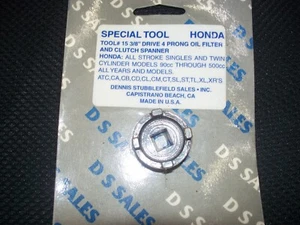 SPECIAL TOOL HONDA
TOOL# 15 3/8" DRIVE 4 PRONG OIL FILTER
AND CLUTCH SPANNER
HONDA: ALL STROKE SINGLES AND TWIN
CYLINDER MODELS 90cc THROUGH 500cc
ALL YEARS AND MODELS.
ATC,CA,CB,CD,CL,CM,CT,SL,ST,TL,XL,XR'S
DENNIS STUBBLEFIELD SALES • INC.
CAPISTRANO BEACH, CA
MADE IN U.S.A.
D S SALES
D S SALES
D S SALES